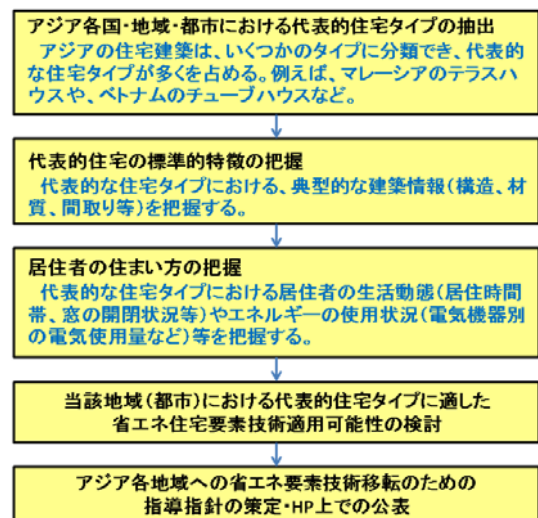 アジア各国・地域・都市における代表的住宅タイプの抽出
アジアの住宅建築は、いくつかのタイプに分類でき、代表
的な住宅タイプが多くを占める。例えば、マレーシアのテラスハ
ウスや、ベトナムのチューブハウスなど。
代表的住宅の標準的特徴の把握
代表的な住宅タイプにおける、典型的な建築情報(構造、材
質、間取り等)を把握する。
居住者の住まい方の把握
代表的な住宅タイプにおける居住者の生活動態(居住時間
帯、窓の開閉状況等)やエネルギーの使用状況(電気機器別
の電気使用量など)等を把握する。
当該地域(都市)における代表的住宅タイプに適した
省エネ住宅要素技術適用可能性の検討
アジア各地域への省エネ要素技術移転のための
指導指針の策定・HP上での公表